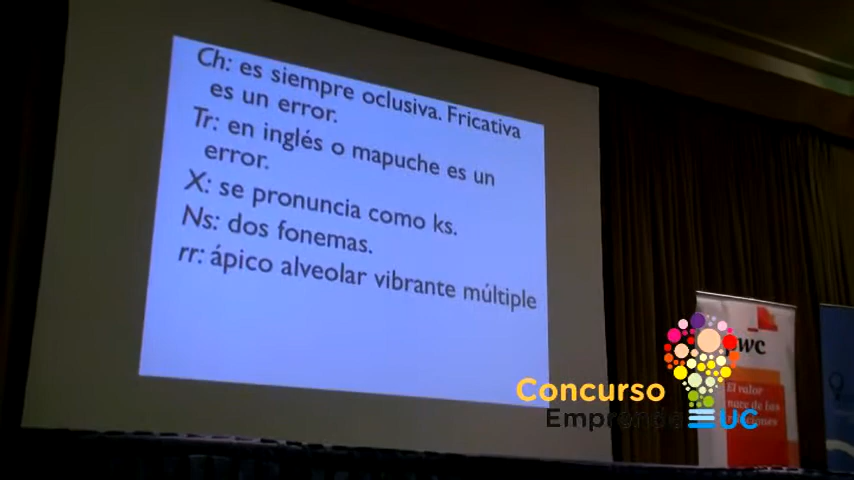 Ch: es siempre oclusiva. Fricativa
es un error.
Tr: en inglés o mapuche es un
error.
X: se pronuncia como ks.
Ns: dos fonemas.
rr: ápico alveolar vibrante múltiple
wc
El valor
nace de las
Concurso
Emprende UC